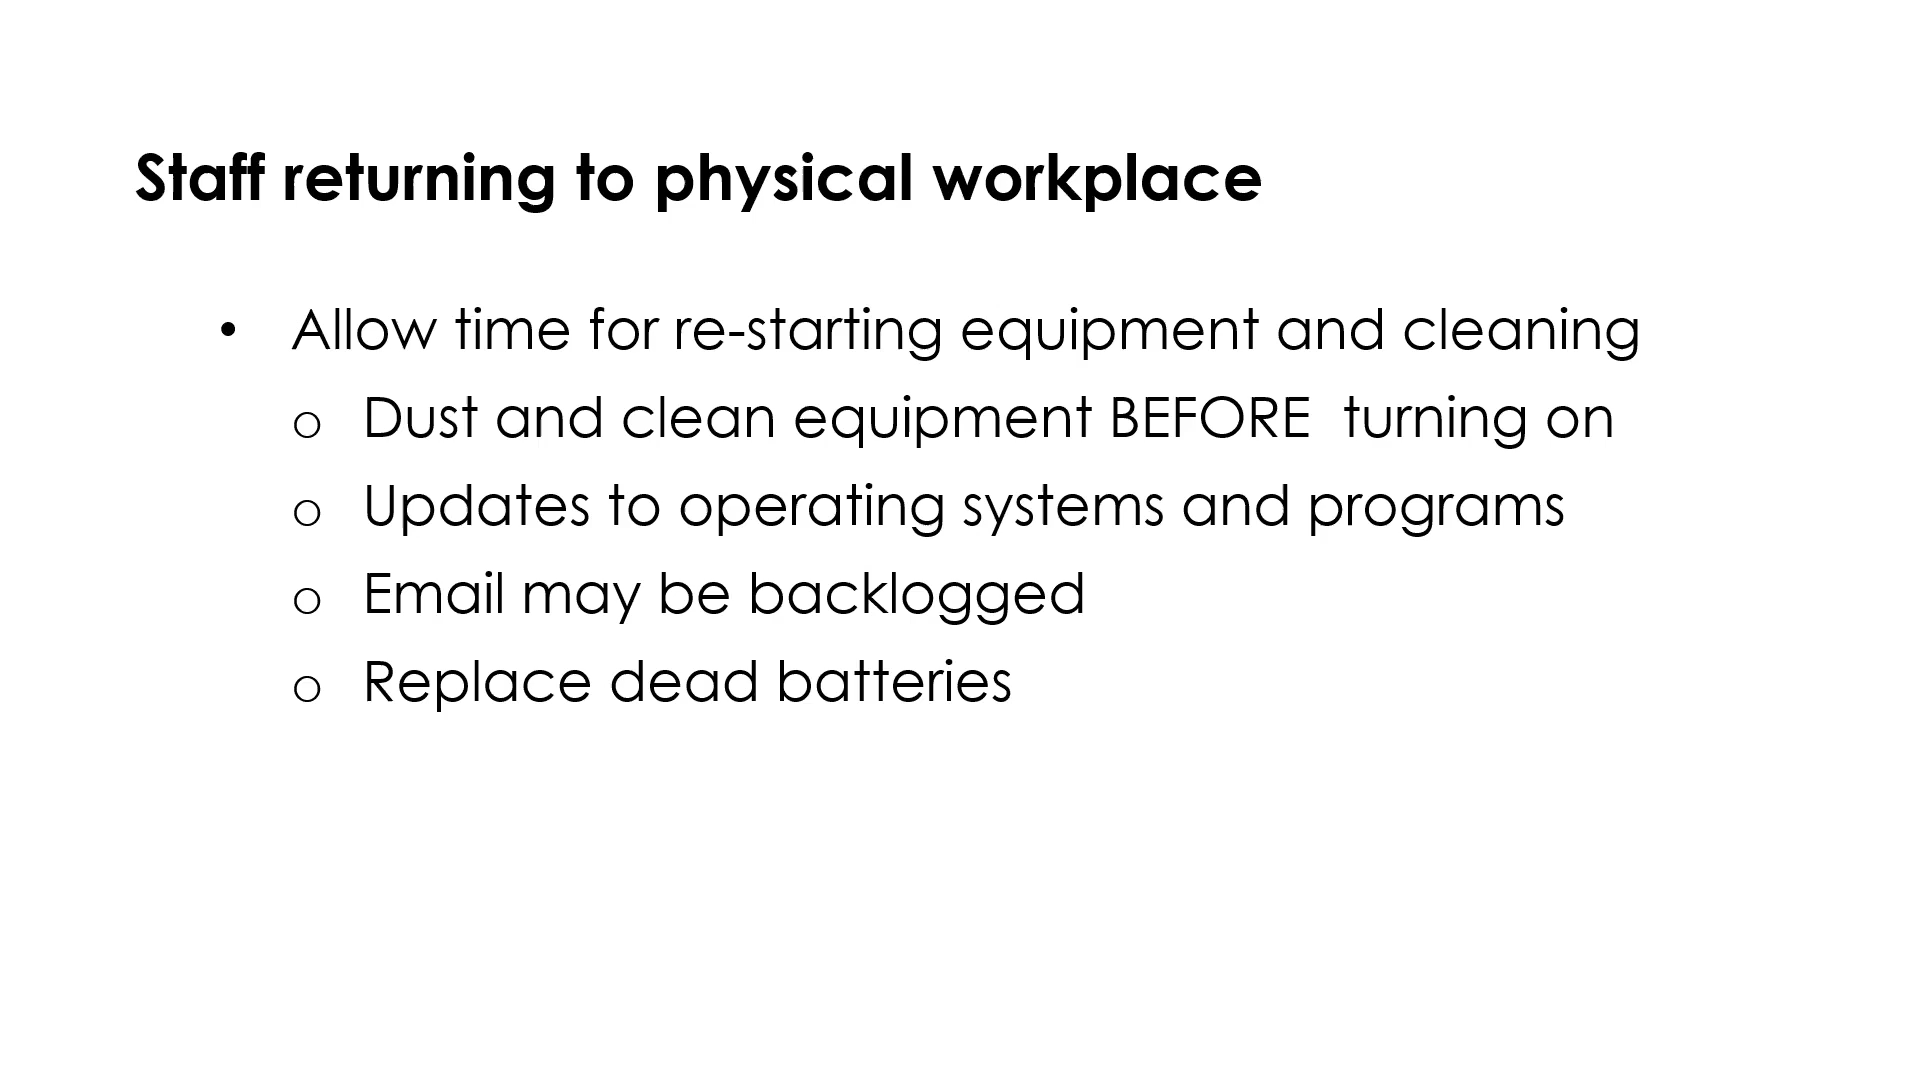 Staff returning to physical workplace
• Allow time for re-starting equipment and cleaning
o Dust and clean equipment BEFORE  turning on
o Updates to operating systems and programs
o Email may be backlogged
o Replace dead batteries